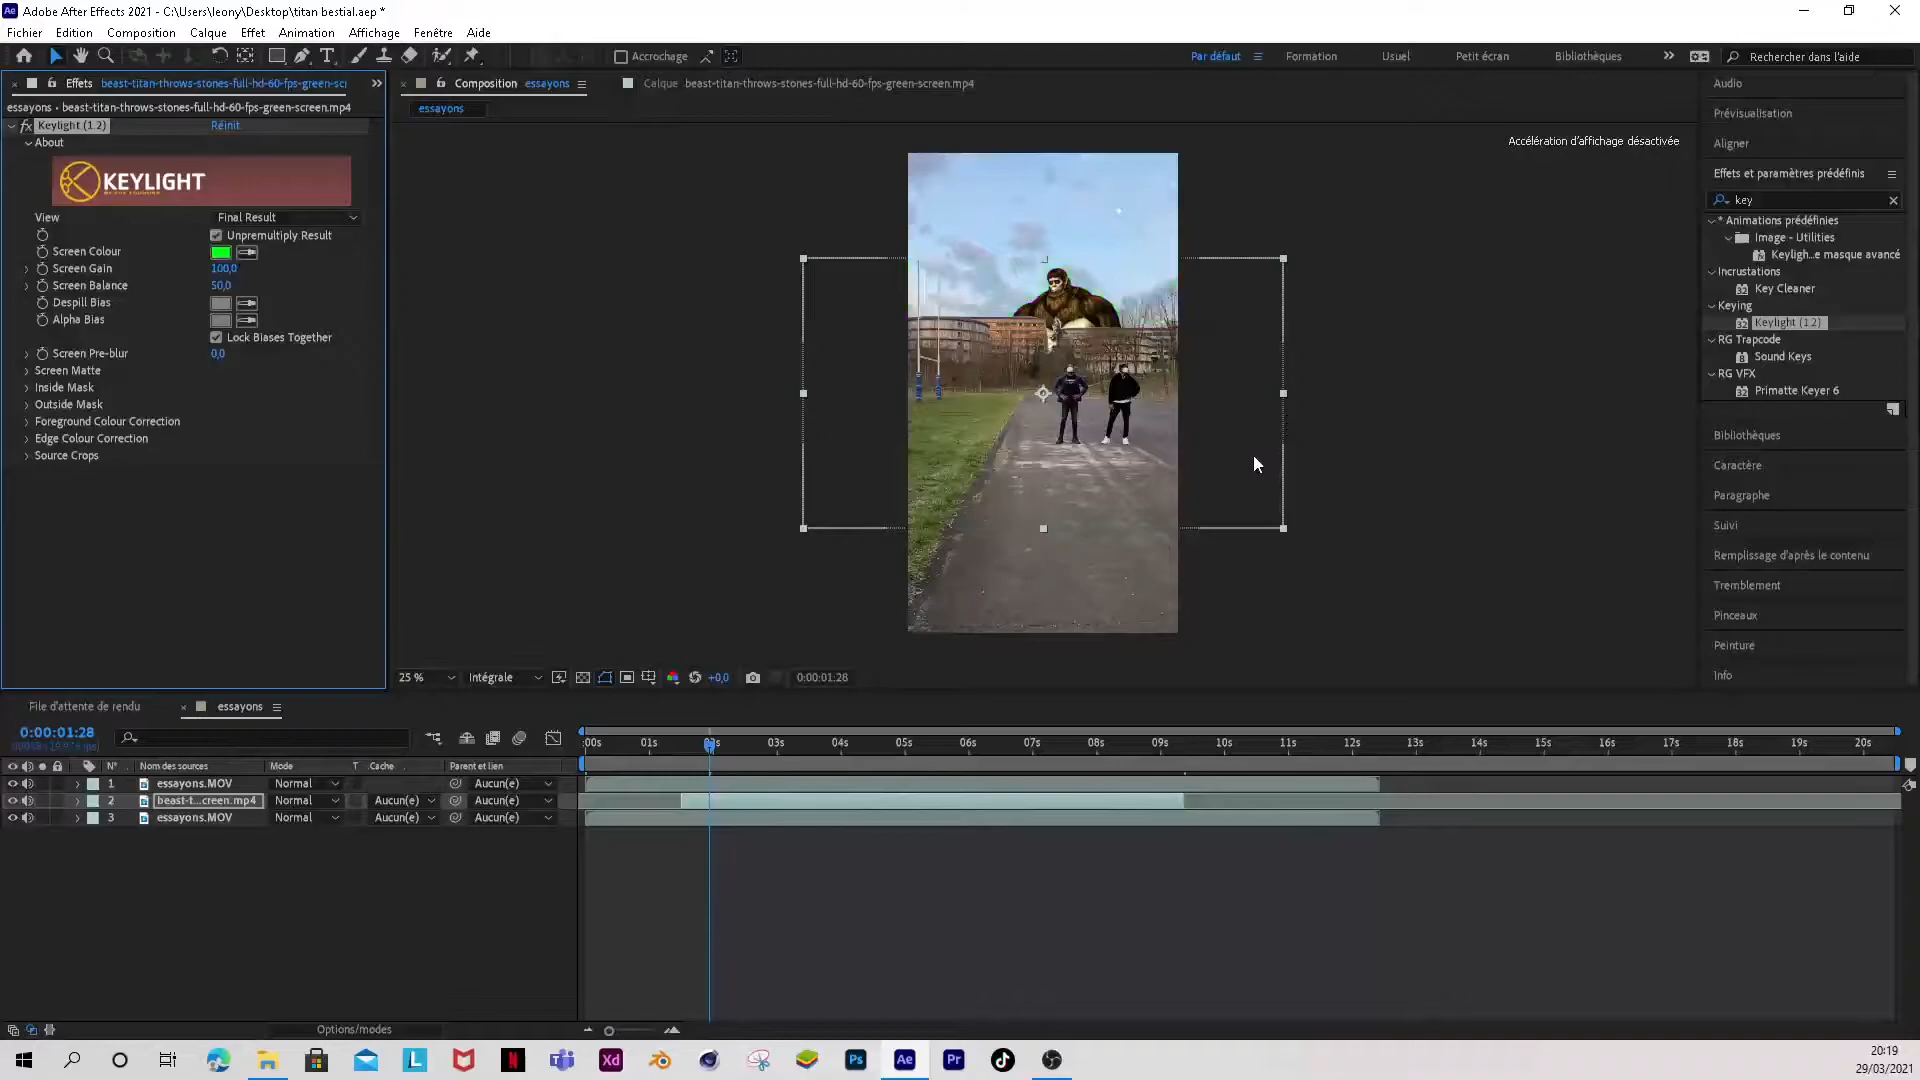 Adobe After Effects 2021 - C:\Users\leony\Desktop\titan bestial.aep *
Fichier Edition Composition Calque Effet Animation Affichage Fenêtre Aide
Accrochage
Par défaut Formation Usuel Petit écran Bibliothèques Rechercher dans l'aide
Effets beast-titan-throws-stones-full-hd-60-fps-green-scr
Composition essayons
Calque beast-titan-throws-stones-full-hd-60-fps-green-screen.mp4
essayons • beast-titan-throws-stones-full-hd-60-fps-green-screen.mp4
essayons
Keylight (1.2) Réinit.
About
KEYLIGHT
View Final Result
Unpremultiply Result
Screen Colour
Screen Gain 100,0
Screen Balance 50,0
Despill Bias
Alpha Bias
Lock Biases Together
Screen Pre-blur 0,0
Screen Matte
Inside Mask
Outside Mask
Foreground Colour Correction
Edge Colour Correction
Source Crops
Accélération d'affichage désactivée
25 % Intégrale +0,0 0:00:01:28
Audio
Prévisualisation
Aligner
Effets et paramètres prédéfinis
key
* Animations prédéfinies
Image - Utilities
Keyligh...e masque avancé
Incrustations
Key Cleaner
Keying
Keylight (1.2)
RG Trapcode
Sound Keys
RG VFX
Primatte Keyer 6
Bibliothèques
Caractère
Paragraphe
Suivi
Remplissage d'après le contenu
Tremblement
Pinceaux
Peinture
Info
File d'attente de rendu essayons
0:00:01:28
:00s 01s 02s 03s 04s 05s 06s 07s 08s 09s 10s 11s 12s 13s 14s 15s 16s 17s 18s 19s 20s
N° Nom des sources Mode T Cache Parent et lien
1 essayons.MOV Normal Aucun(e)
2 beast-t...creen.mp4 Normal Aucun(e) Aucun(e)
3 essayons.MOV Normal Aucun(e) Aucun(e)
Options/modes
L N Xd Ps Ae Pr
20:19
29/03/2021